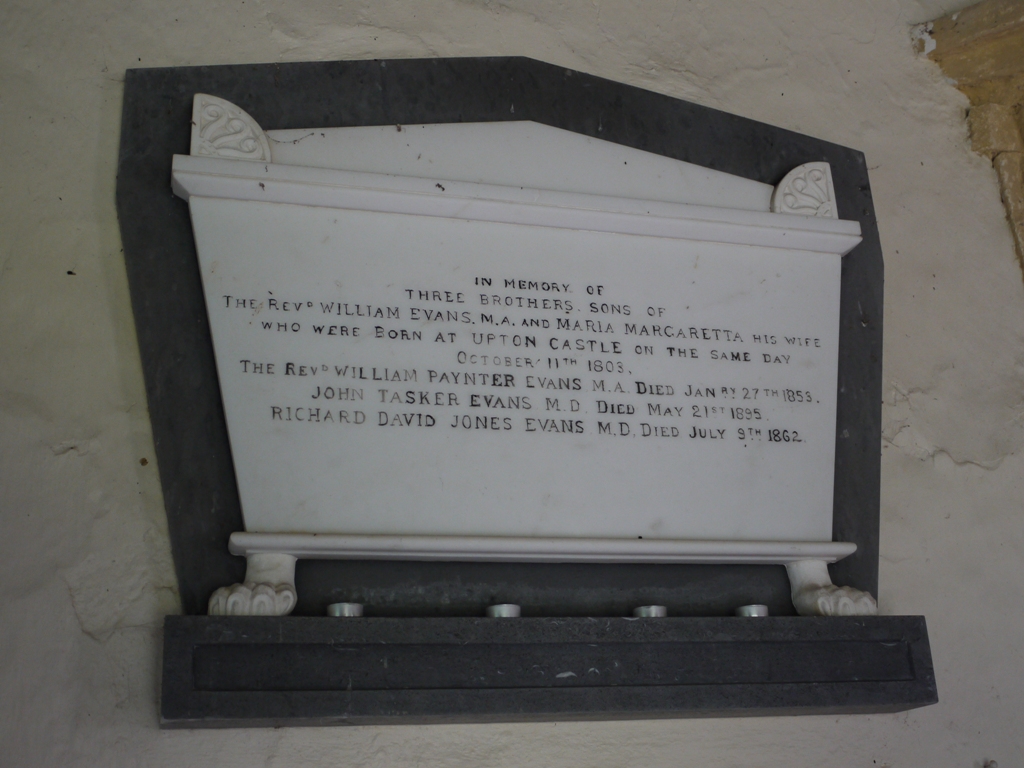 IN MEMORY OF
THREE BROTHERS. SONS OF
THE REVD WILLIAM EVANS. M.A. AND MARIA MARGARETTA HIS WIFE
WHO WERE BORN AT UPTON CASTLE ON THE SAME DAY
OCTOBER 11TH 1803.
THE REVD WILLIAM PAYNTER EVANS M.A. DIED JANRY 27TH 1853.
JOHN TASKER EVANS M.D. DIED MAY 21ST 1895.
RICHARD DAVID JONES EVANS M.D. DIED JULY 9TH 1862.